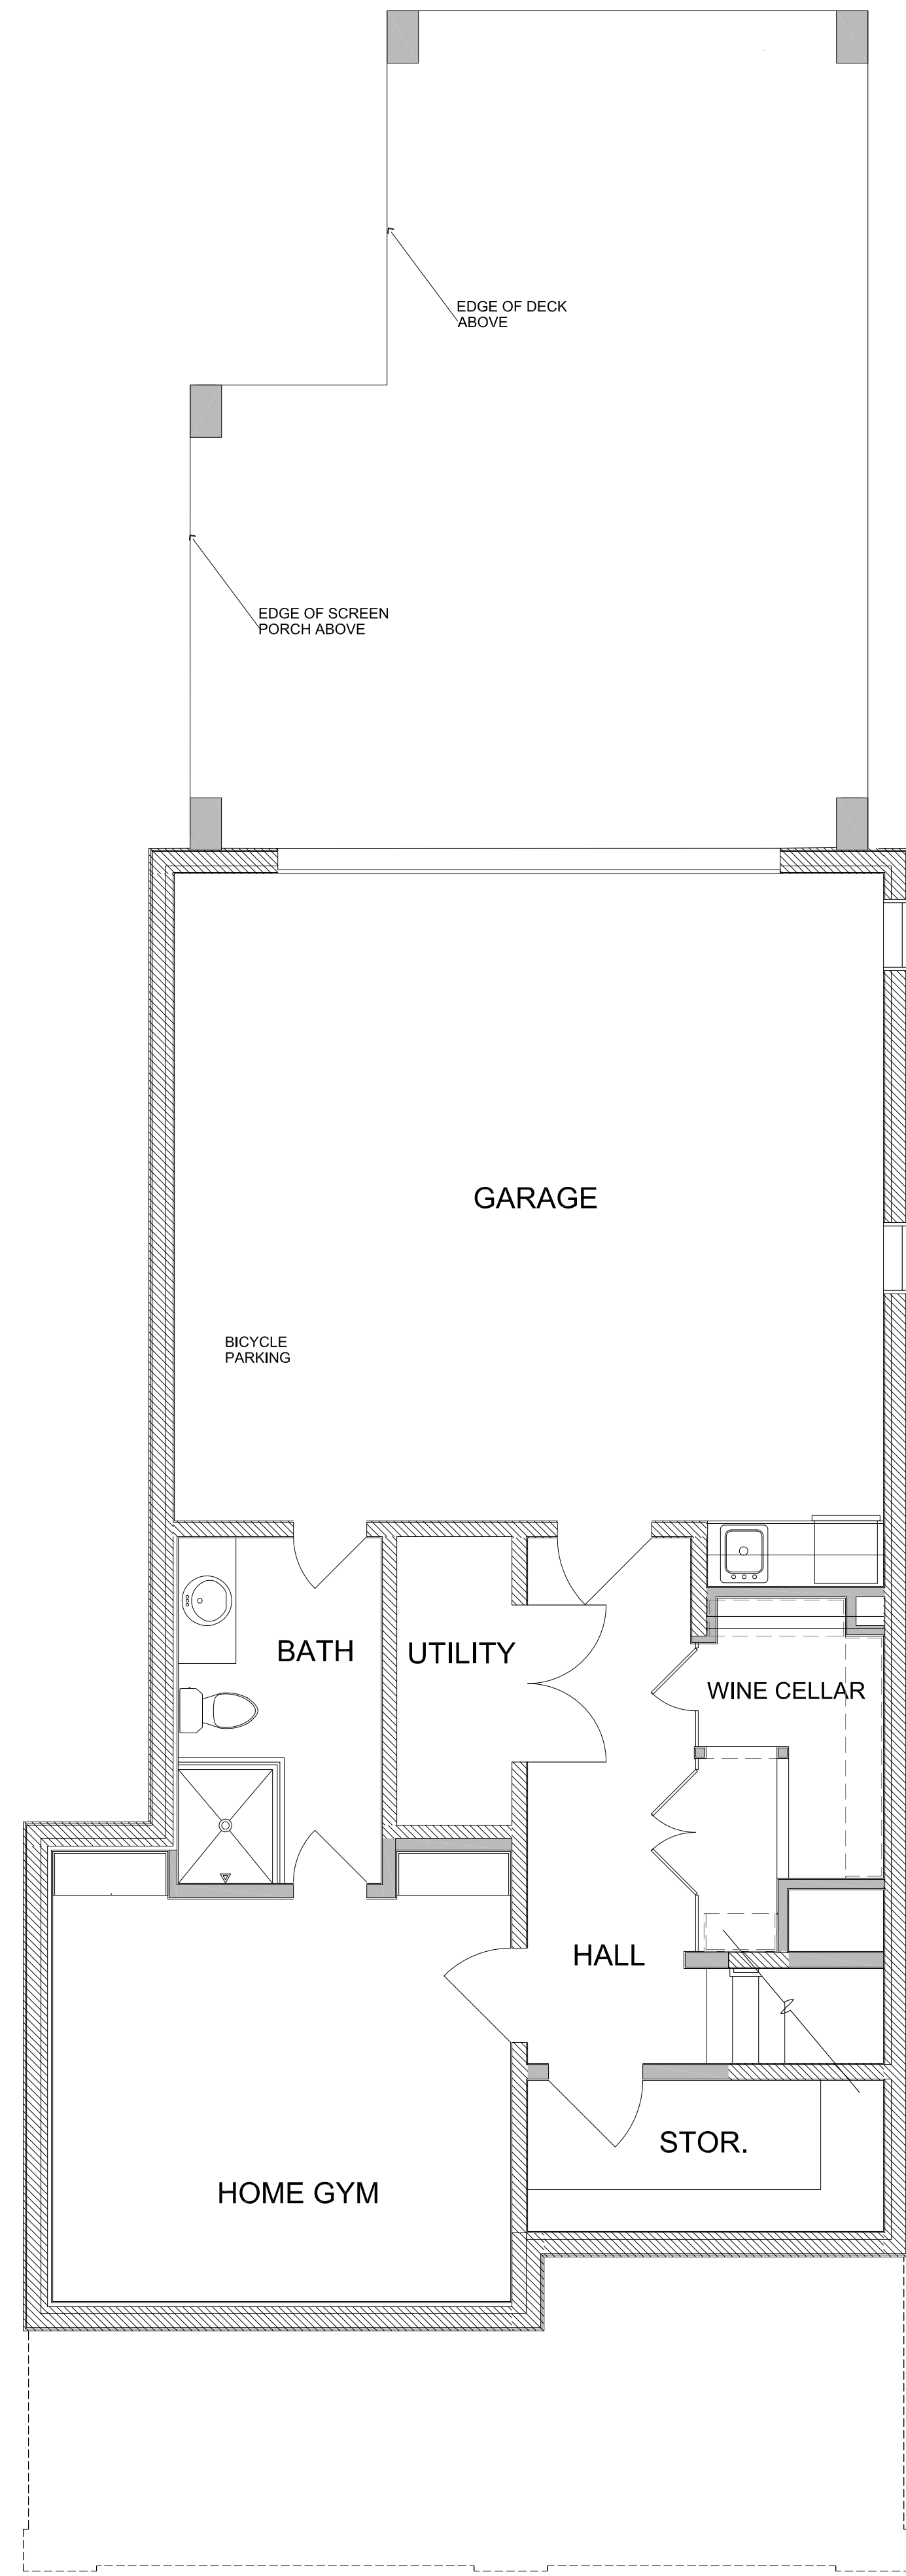 EDGE OF DECK
ABOVE
EDGE OF SCREEN
PORCH ABOVE
GARAGE
BICYCLE
PARKING
BATH
UTILITY
WINE CELLAR
HALL
STOR.
HOME GYM